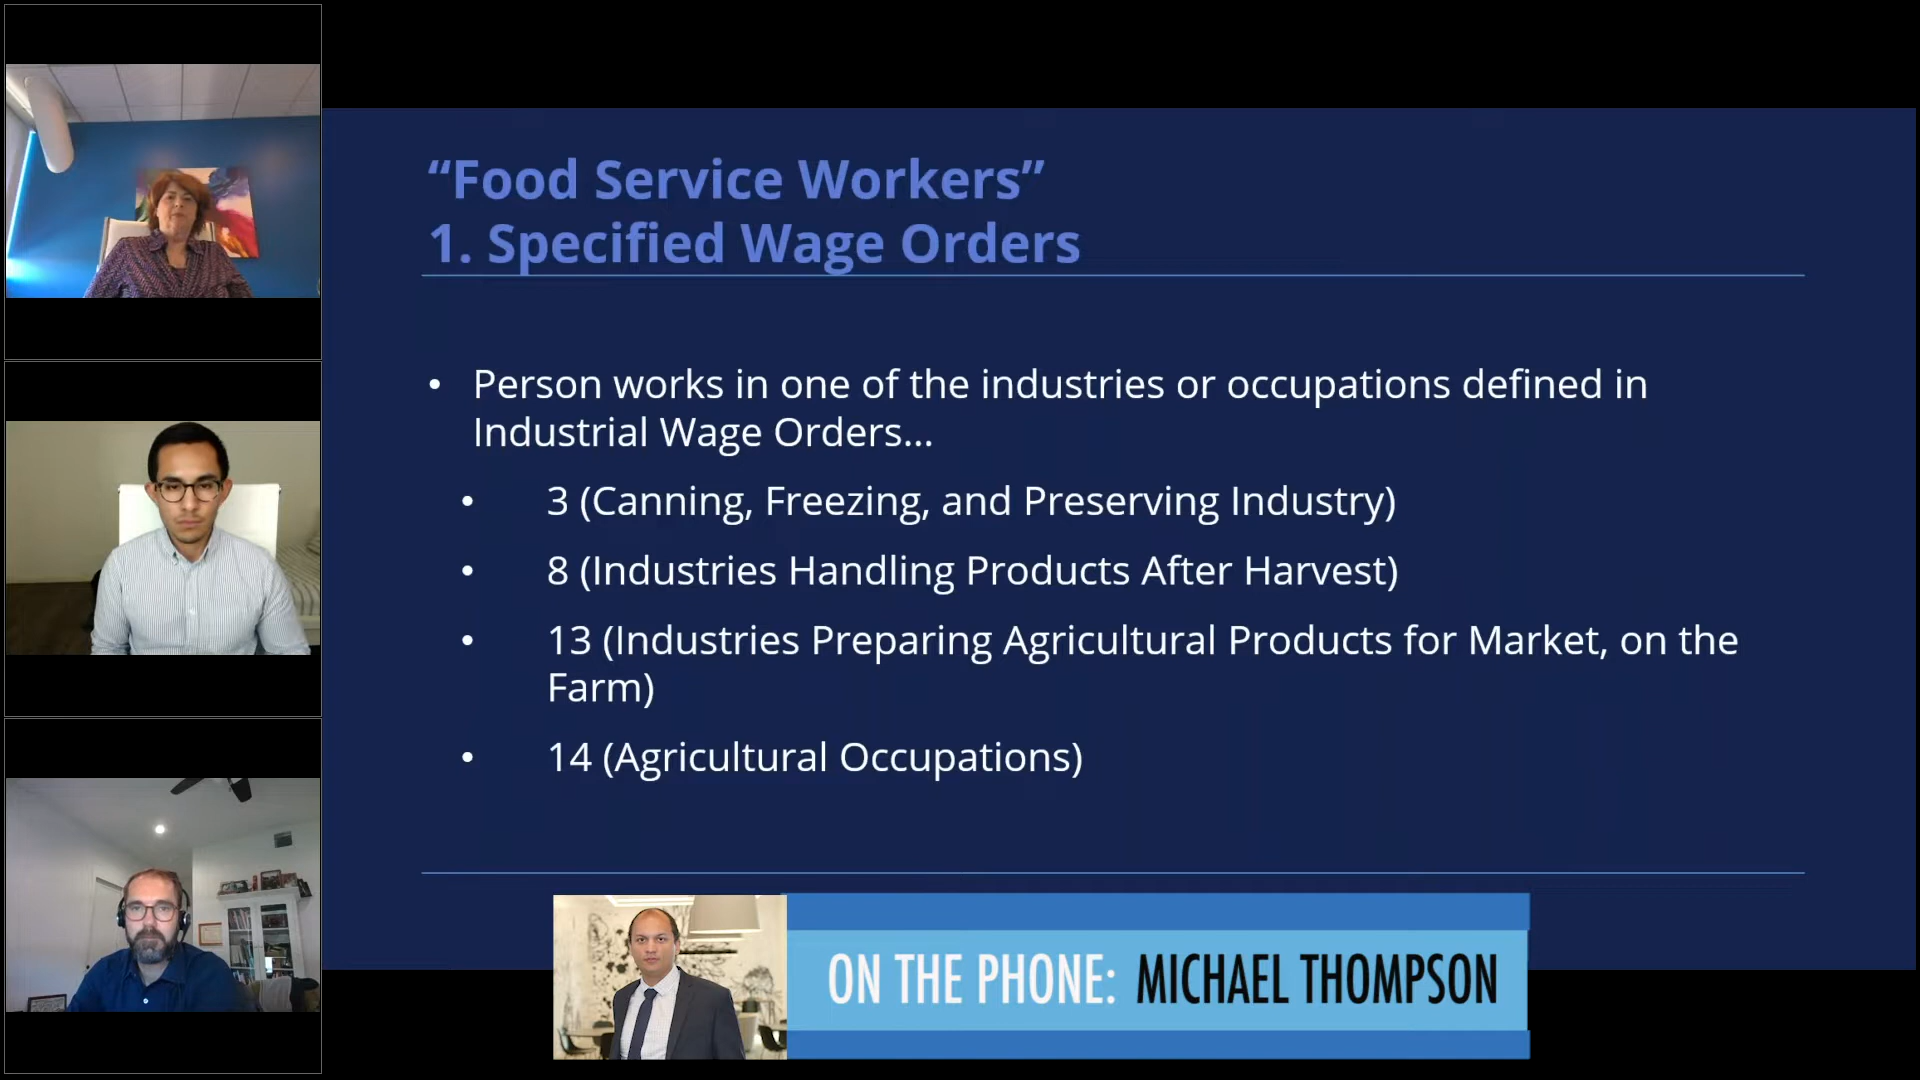 “Food Service Workers”
1. Specified Wage Orders
• Person works in one of the industries or occupations defined in
Industrial Wage Orders…
• 3 (Canning, Freezing, and Preserving Industry)
• 8 (Industries Handling Products After Harvest)
• 13 (Industries Preparing Agricultural Products for Market, on the
Farm)
• 14 (Agricultural Occupations)
ON THE PHONE: MICHAEL THOMPSON